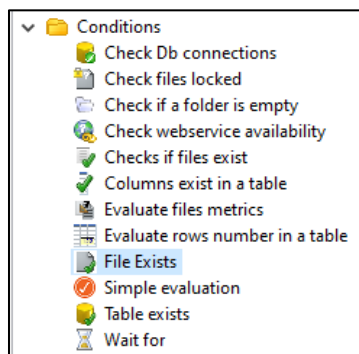 Conditions
Check Db connections
Check files locked
Check if a folder is empty
Check webservice availability
Checks if files exist
Columns exist in a table
Evaluate files metrics
Evaluate rows number in a table
File Exists
Simple evaluation
Table exists
Wait for